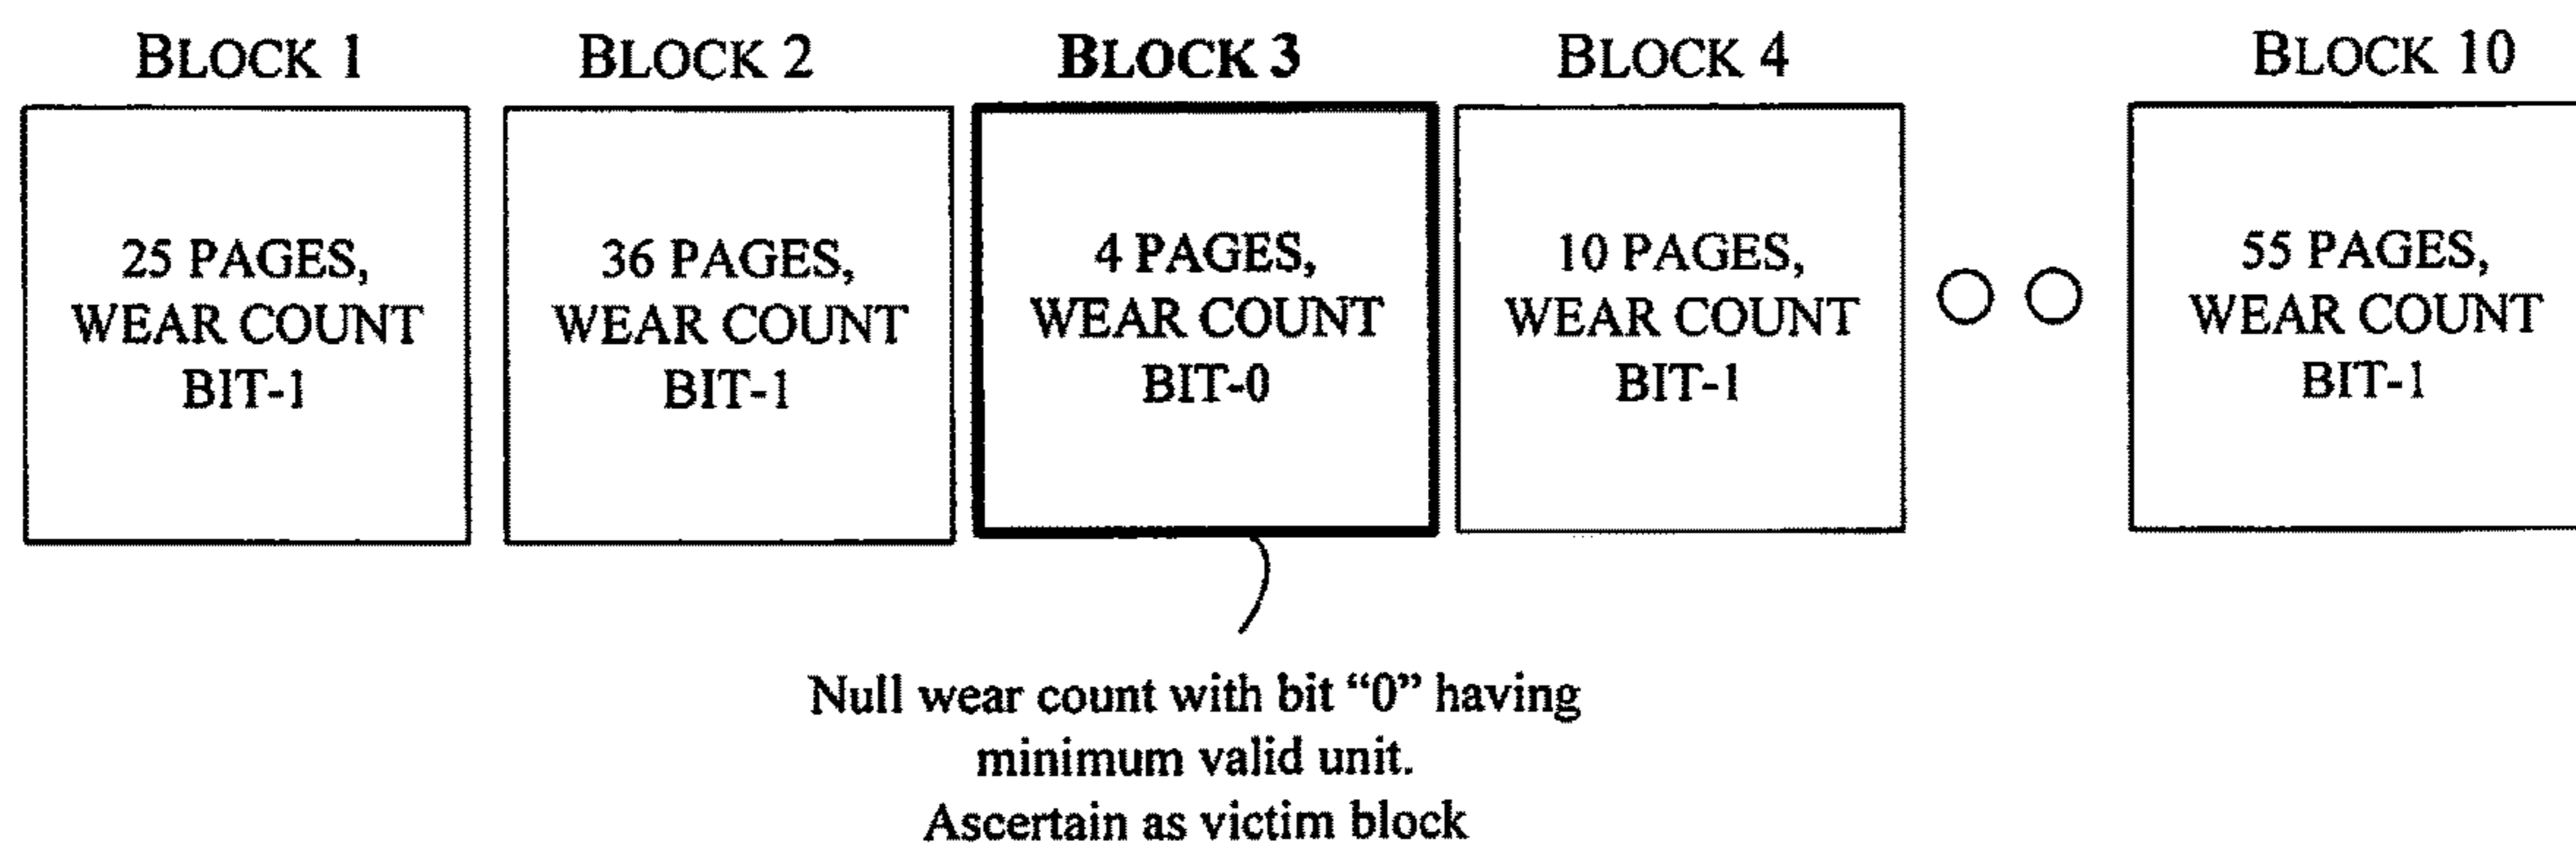 BLOCK 1
25 PAGES,
WEAR COUNT
BIT-1
BLOCK 2
36 PAGES,
WEAR COUNT
BIT-1
BLOCK 3
4 PAGES,
WEAR COUNT
BIT-0
BLOCK 4
10 PAGES,
WEAR COUNT
BIT-1
BLOCK 10
55 PAGES,
WEAR COUNT
BIT-1
Null wear count with bit “0” having
minimum valid unit.
Ascertain as victim block